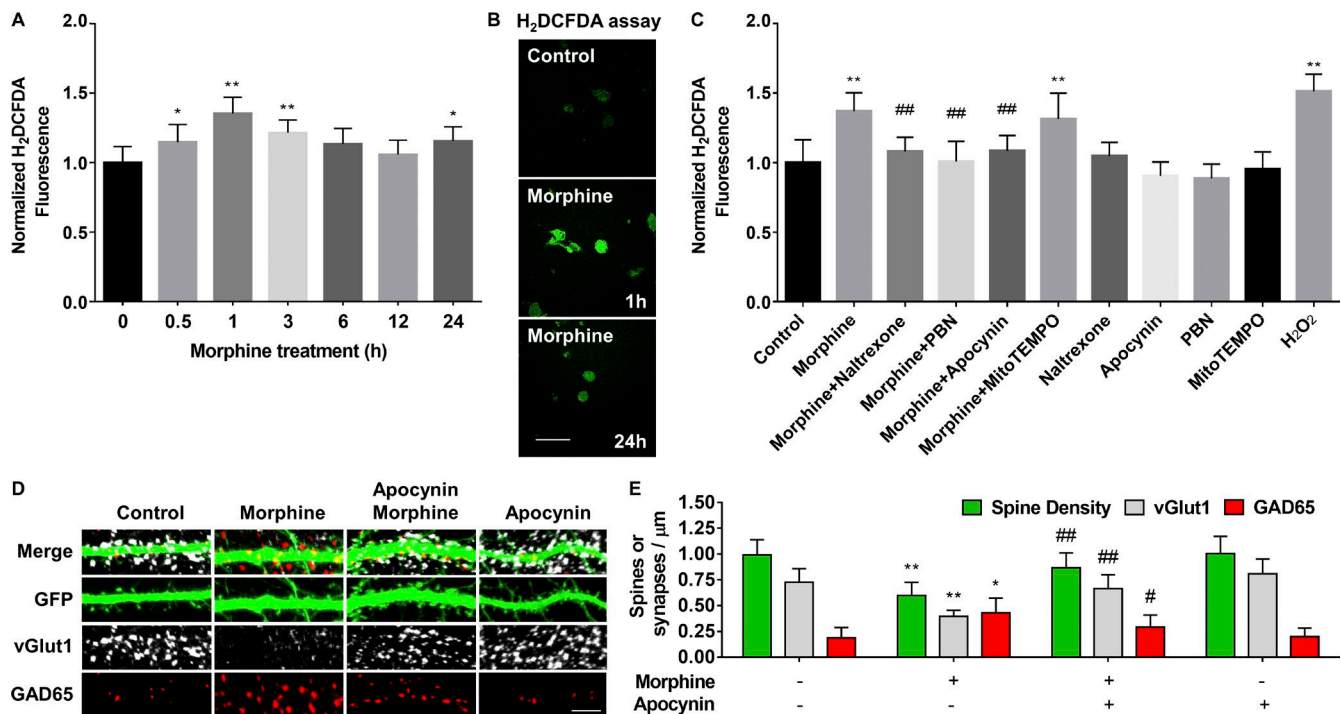 A
Normalized H₂DCFDA
Fluorescence
2.0
1.5
1.0
0.5
0.0
*
**
**
*
0 0.5 1 3 6 12 24
Morphine treatment (h)
B
H₂DCFDA assay
Control
Morphine
1h
Morphine
24h
C
Normalized H₂DCFDA
Fluorescence
2.0
1.5
1.0
0.5
0.0
**
##
##
##
**
**
Control
Morphine
Morphine+Naltrexone
Morphine+PBN
Morphine+Apocynin
Morphine+MitoTEMPO
Naltrexone
Apocynin
PBN
MitoTEMPO
H₂O₂
D
Control
Morphine
Apocynin
Morphine
Apocynin
Merge
GFP
vGlut1
GAD65
E
Spines or
synapses / μm
1.50
1.25
1.00
0.75
0.50
0.25
0.00
Spine Density vGlut1 GAD65
**
**
*
##
##
#
Morphine - + + -
Apocynin - - + +